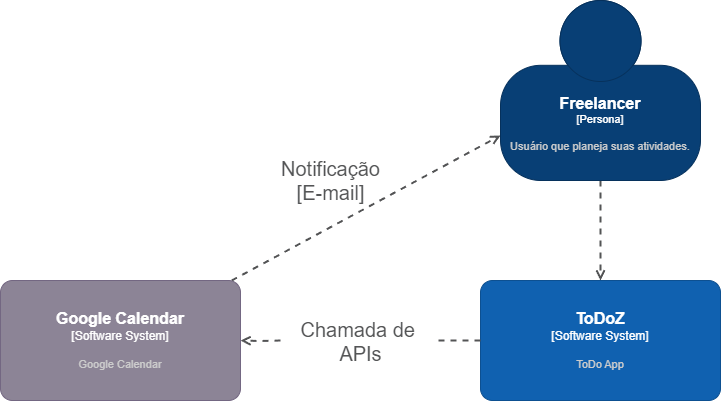 Freelancer
[Persona]
Usuário que planeja suas atividades.
Notificação
[E-mail]
Google Calendar
[Software System]
Google Calendar
Chamada de
APIs
ToDoZ
[Software System]
ToDo App